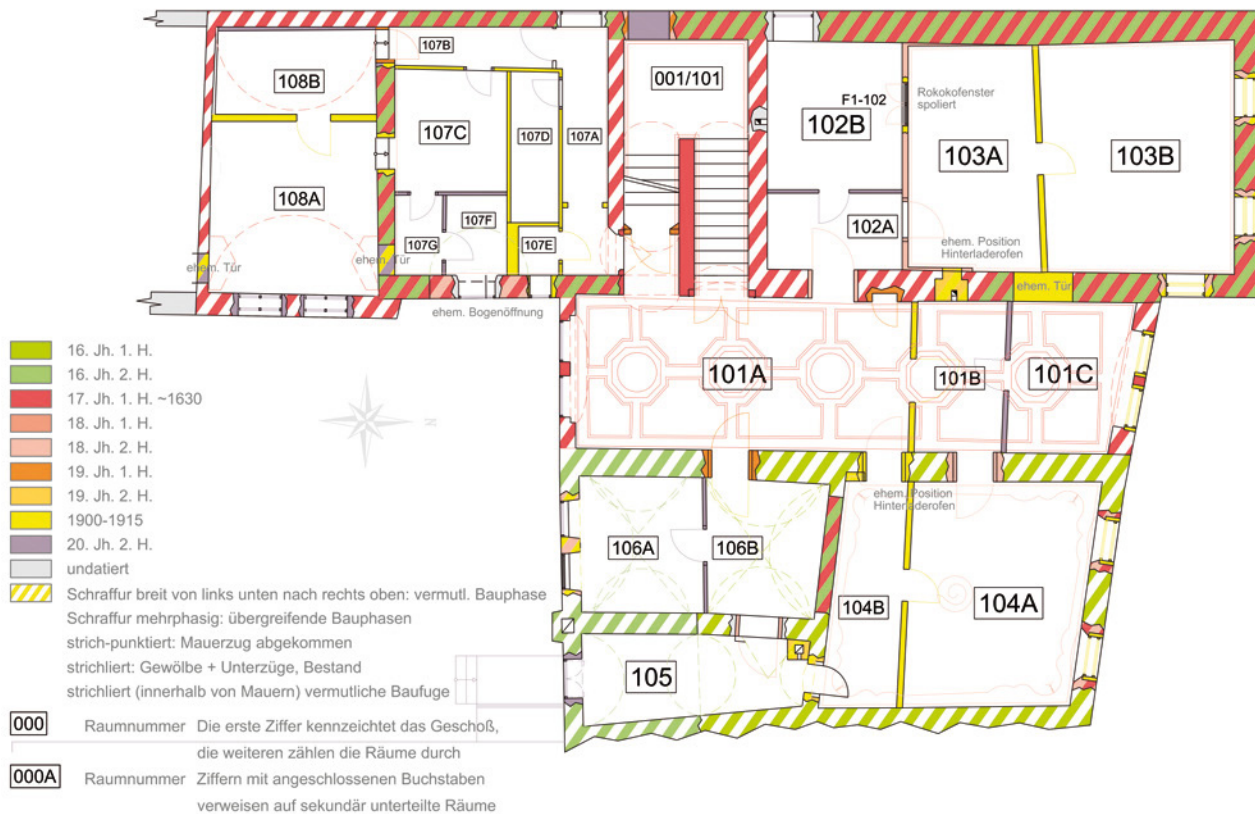 107B
108B
001/101
F1-102
Rokokofenster
spoliert
107C
107D
107A
102B
103A
103B
108A
107F
102A
107G
107E
ehem. Position
Hinterladerofen
ehem. Tür
ehem. Tür
ehem. Tür
ehem. Bogenöffnung
N
101A
101B
101C
ehem. Position
Hinterladerofen
106A
106B
104B
104A
105
16. Jh. 1. H.
16. Jh. 2. H.
17. Jh. 1. H. ~1630
18. Jh. 1. H.
18. Jh. 2. H.
19. Jh. 1. H.
19. Jh. 2. H.
1900-1915
20. Jh. 2. H.
undatiert
Schraffur breit von links unten nach rechts oben: vermutl. Bauphase
Schraffur mehrphasig: übergreifende Bauphasen
strich-punktiert: Mauerzug abgekommen
strichliert: Gewölbe + Unterzüge, Bestand
strichliert (innerhalb von Mauern) vermutliche Baufuge
000 Raumnummer Die erste Ziffer kennzeichtet das Geschoß,
die weiteren zählen die Räume durch
000A Raumnummer Ziffern mit angeschlossenen Buchstaben
verweisen auf sekundär unterteilte Räume